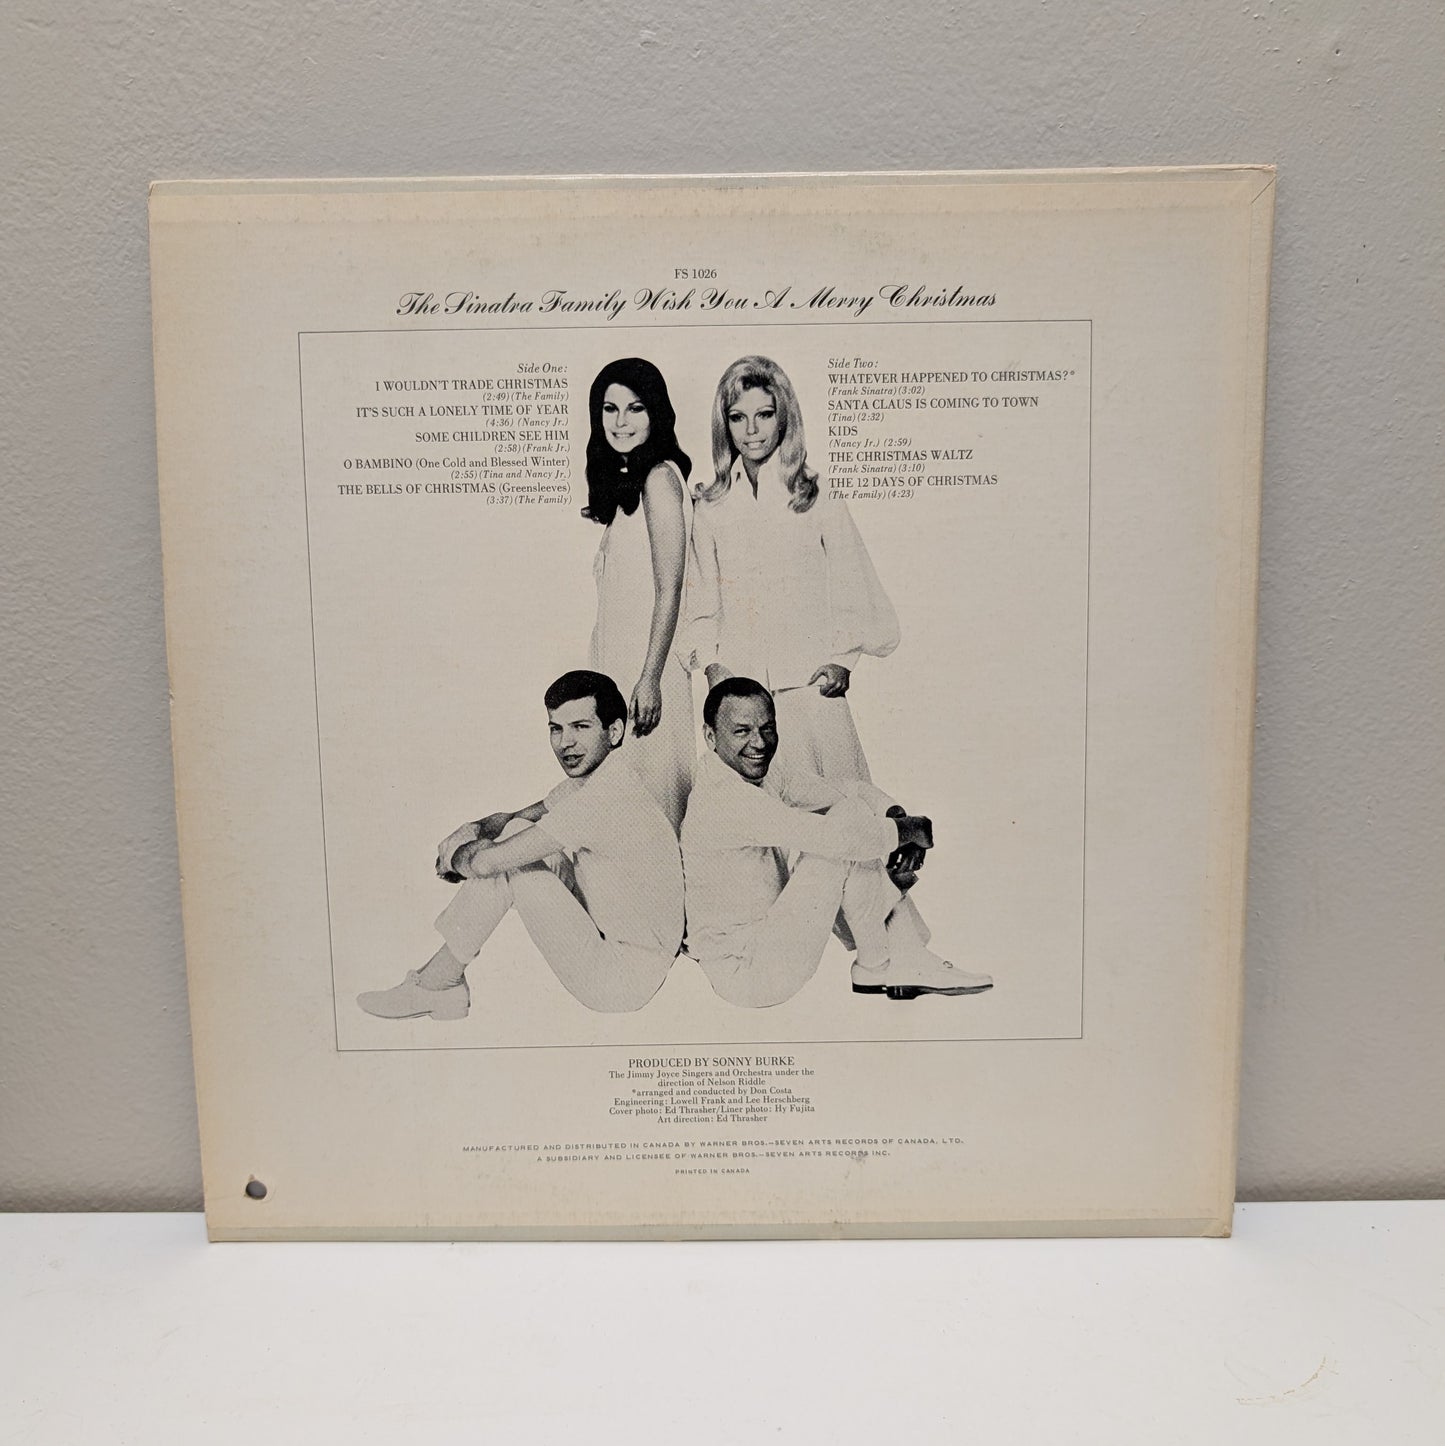 FS 1026
The Sinatra Family Wish You A Merry Christmas
Side One:
I WOULDN'T TRADE CHRISTMAS
(2:49) (The Family)
IT'S SUCH A LONELY TIME OF YEAR
(4:36) (Nancy Jr.)
SOME CHILDREN SEE HIM
(2:58) (Frank Jr.)
O BAMBINO (One Cold and Blessed Winter)
(2:55) (Tina and Nancy Jr.)
THE BELLS OF CHRISTMAS (Greensleeves)
(3:37) (The Family)
Side Two:
WHATEVER HAPPENED TO CHRISTMAS?*
(Frank Sinatra) (3:02)
SANTA CLAUS IS COMING TO TOWN
(Tina) (2:32)
KIDS
(Nancy Jr.) (2:59)
THE CHRISTMAS WALTZ
(Frank Sinatra) (3:10)
THE 12 DAYS OF CHRISTMAS
(The Family) (4:23)
PRODUCED BY SONNY BURKE
The Jimmy Joyce Singers and Orchestra under the
direction of Nelson Riddle
*arranged and conducted by Don Costa
Engineering: Lowell Frank and Lee Herschberg
Cover photo: Ed Thrasher/Liner photo: Hy Fujita
Art direction: Ed Thrasher
MANUFACTURED AND DISTRIBUTED IN CANADA BY WARNER BROS.—SEVEN ARTS RECORDS OF CANADA, LTD.
A SUBSIDIARY AND LICENSEE OF WARNER BROS.—SEVEN ARTS RECORDS INC.
PRINTED IN CANADA